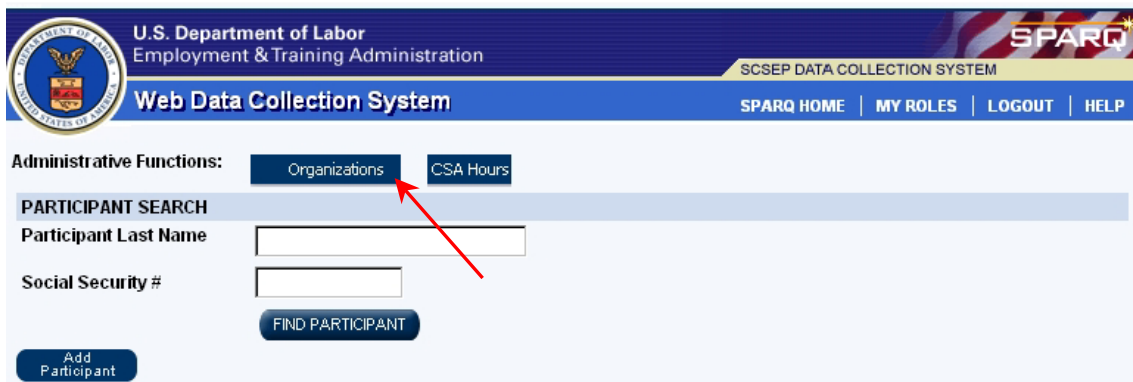 U.S. Department of Labor
Employment & Training Administration
SPARQ
SCSEP DATA COLLECTION SYSTEM
Web Data Collection System
SPARQ HOME | MY ROLES | LOGOUT | HELP
Administrative Functions: Organizations CSA Hours
PARTICIPANT SEARCH
Participant Last Name
Social Security #
FIND PARTICIPANT
Add
Participant